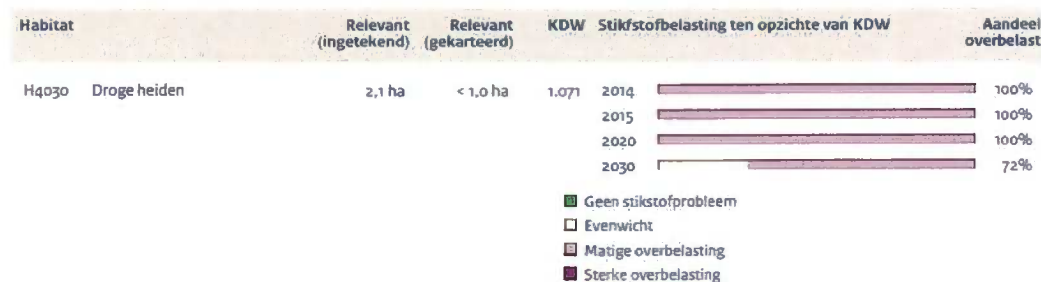 Habitat Relevant Relevant KDW Stikfstofbelasting ten opzichte van KDW Aandeel
(ingetekend) (gekarteerd) overbelast
H4030 Droge heiden 2,1 ha < 1,0 ha 1.071 2014 100%
2015 100%
2020 100%
2030 72%
Geen stikstofprobleem
Evenwicht
Matige overbelasting
Sterke overbelasting